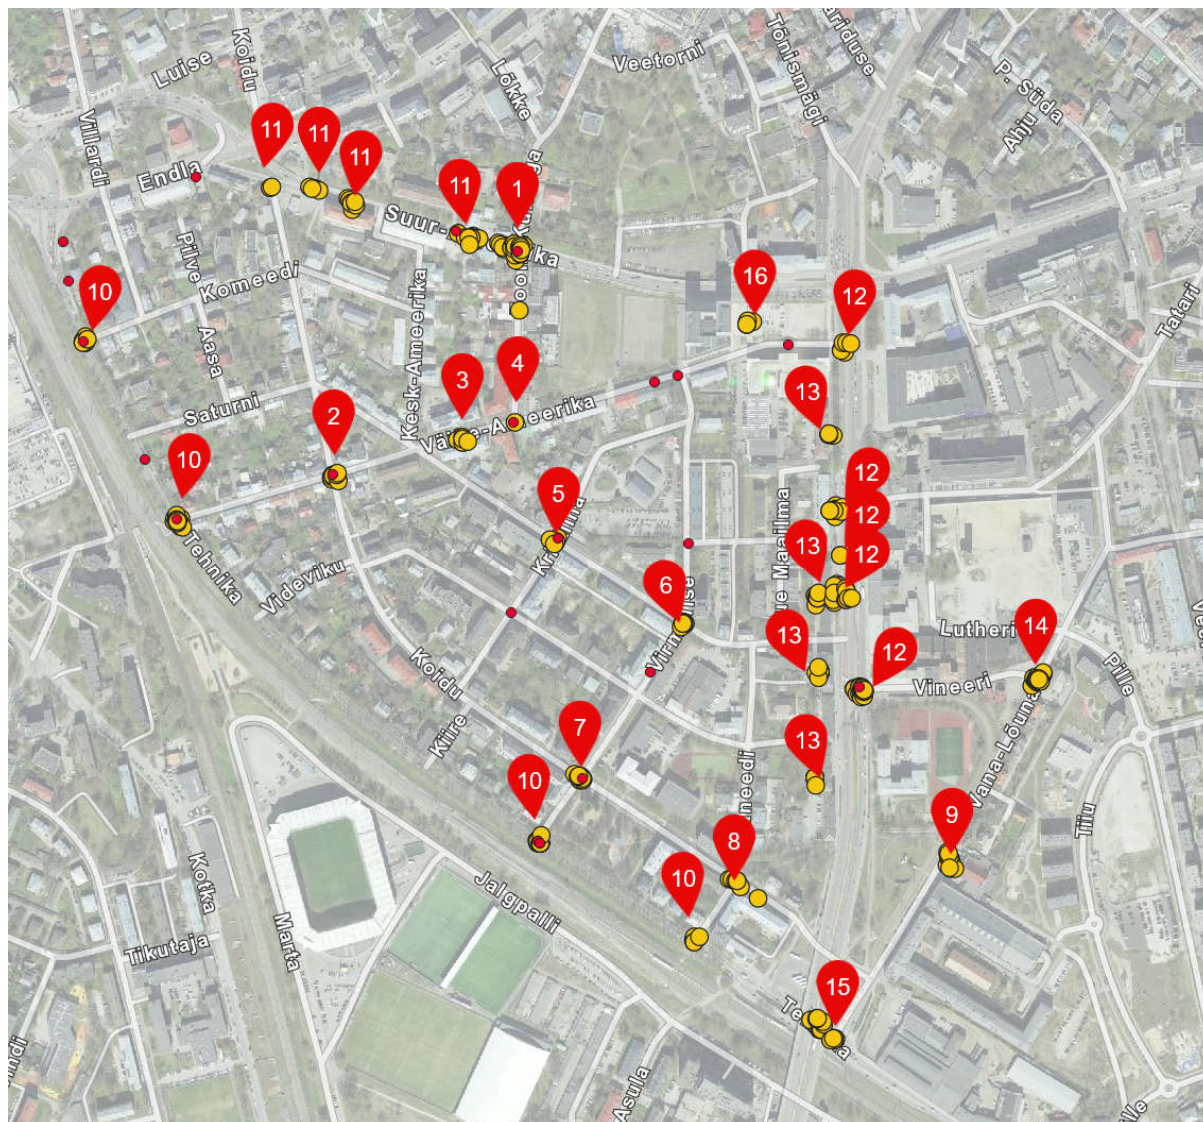 Luise
Koidu
Villardi
Lõkke
Veetorni
Tõnismägi
P. Süda
Ahju
Tatari
11
11
11
11
1
Endla
Suur-
ika
Pilve
Komeedi
Aasa
Kesk-Ameerika
10
16
12
3
4
13
Saturni
2
10
5
12
12
12
13
6
Tehnika
Videviku
Lutheri
14
13
12
Vineeri
Pille
Koidu
Kiire
7
10
13
Vana-Lõuna
Tiiu
9
8
10
Kotka
Tikutaja
Marta
Jalgpalli
15
Asula